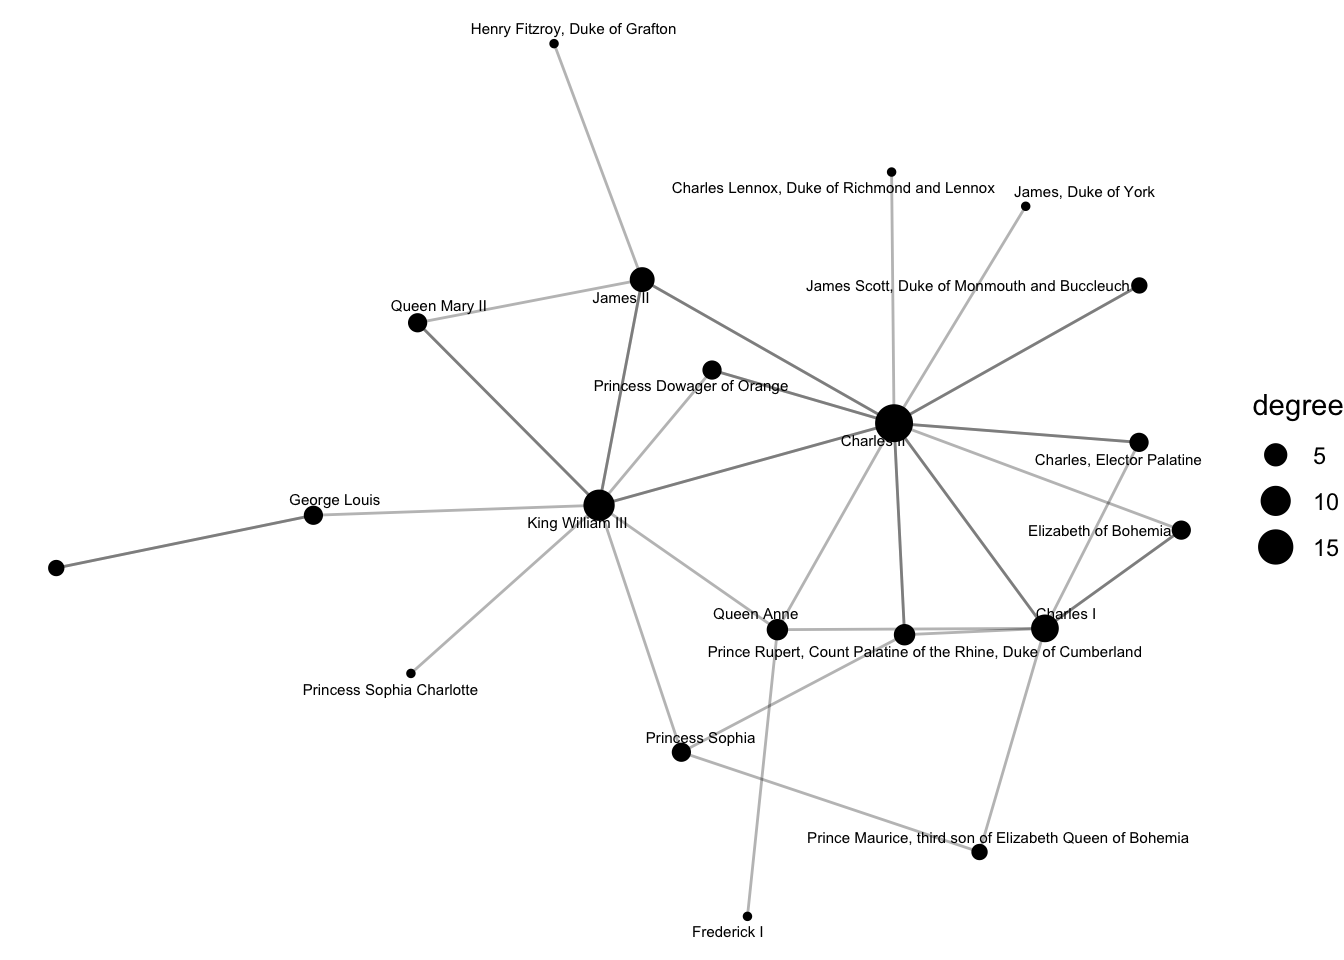 Henry Fitzroy, Duke of Grafton
Charles Lennox, Duke of Richmond and Lennox
James, Duke of York
James Scott, Duke of Monmouth and Buccleuch
James II
Queen Mary II
Princess Dowager of Orange
degree
Charles II
5
Charles, Elector Palatine
George Louis
10
King William III
Elizabeth of Bohemia
15
Queen Anne
Charles I
Prince Rupert, Count Palatine of the Rhine, Duke of Cumberland
Princess Sophia Charlotte
Princess Sophia
Prince Maurice, third son of Elizabeth Queen of Bohemia
Frederick I